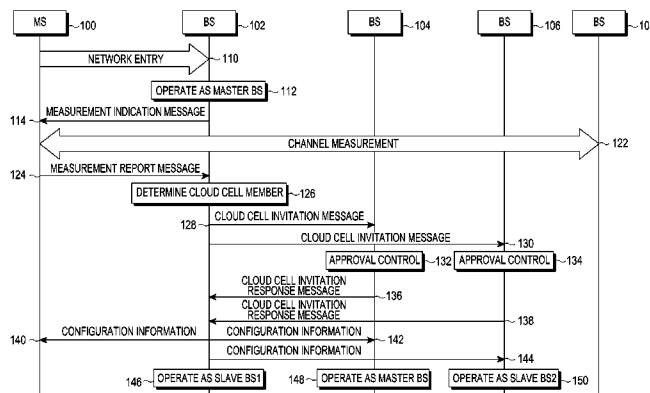 MS
100
BS
102
BS
104
BS
106
BS
10
NETWORK ENTRY
110
OPERATE AS MASTER BS
112
MEASUREMENT INDICATION MESSAGE
114
CHANNEL MEASUREMENT
122
MEASUREMENT REPORT MESSAGE
124
DETERMINE CLOUD CELL MEMBER
126
CLOUD CELL INVITATION MESSAGE
128
CLOUD CELL INVITATION MESSAGE
130
APPROVAL CONTROL
132
APPROVAL CONTROL
134
CLOUD CELL INVITATION
RESPONSE MESSAGE
136
CLOUD CELL INVITATION
RESPONSE MESSAGE
138
CONFIGURATION INFORMATION
140
CONFIGURATION INFORMATION
142
CONFIGURATION INFORMATION
144
146
OPERATE AS SLAVE BS1
148
OPERATE AS MASTER BS
OPERATE AS SLAVE BS2
150